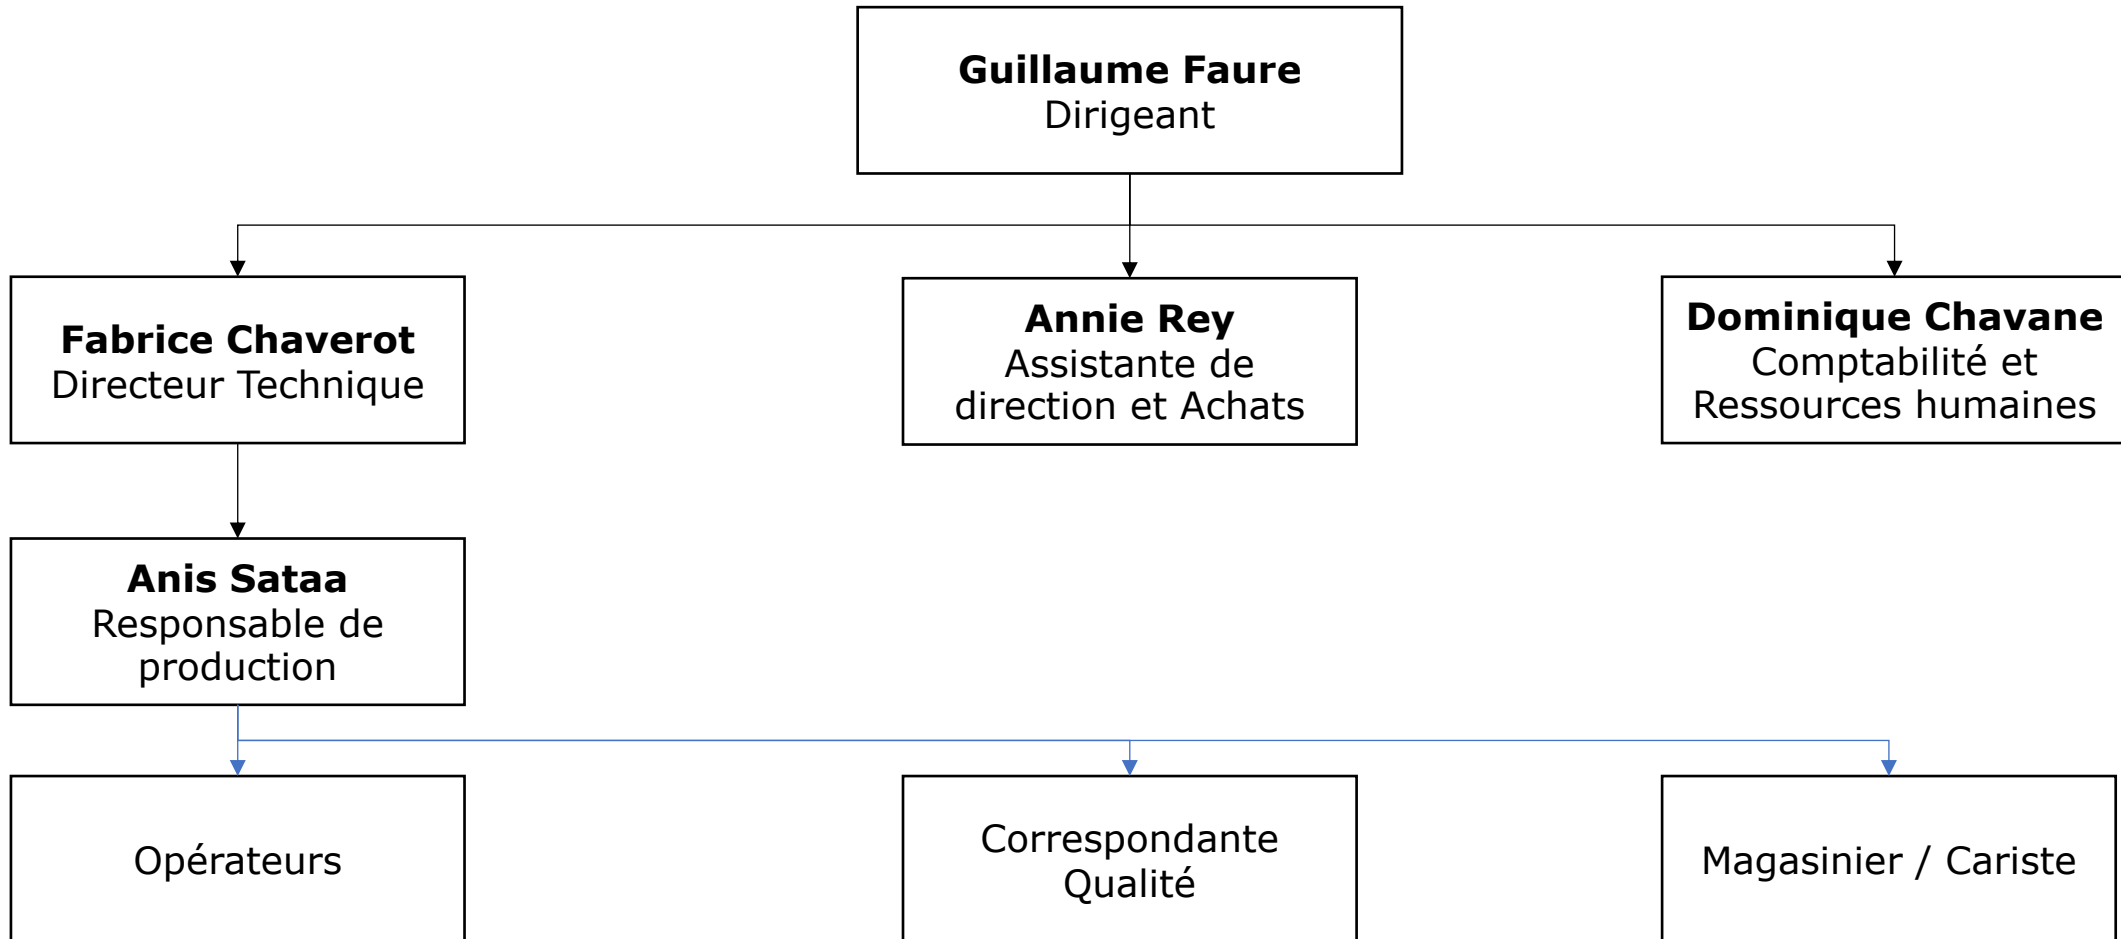 Guillaume Faure
Dirigeant
Fabrice Chaverot
Directeur Technique
Annie Rey
Assistante de
direction et Achats
Dominique Chavane
Comptabilité et
Ressources humaines
Anis Sataa
Responsable de
production
Opérateurs
Correspondante
Qualité
Magasinier / Cariste